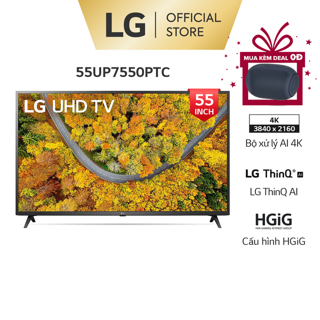 LG OFFICIAL
STORE
MUA KÈM DEAL 0Đ
55UP7550PTC
LG UHD TV
55
INCH
4K
3840 x 2160
Bộ xử lý AI 4K
LG ThinQ AI
LG ThinQ AI
HGiG
Cấu hình HGiG